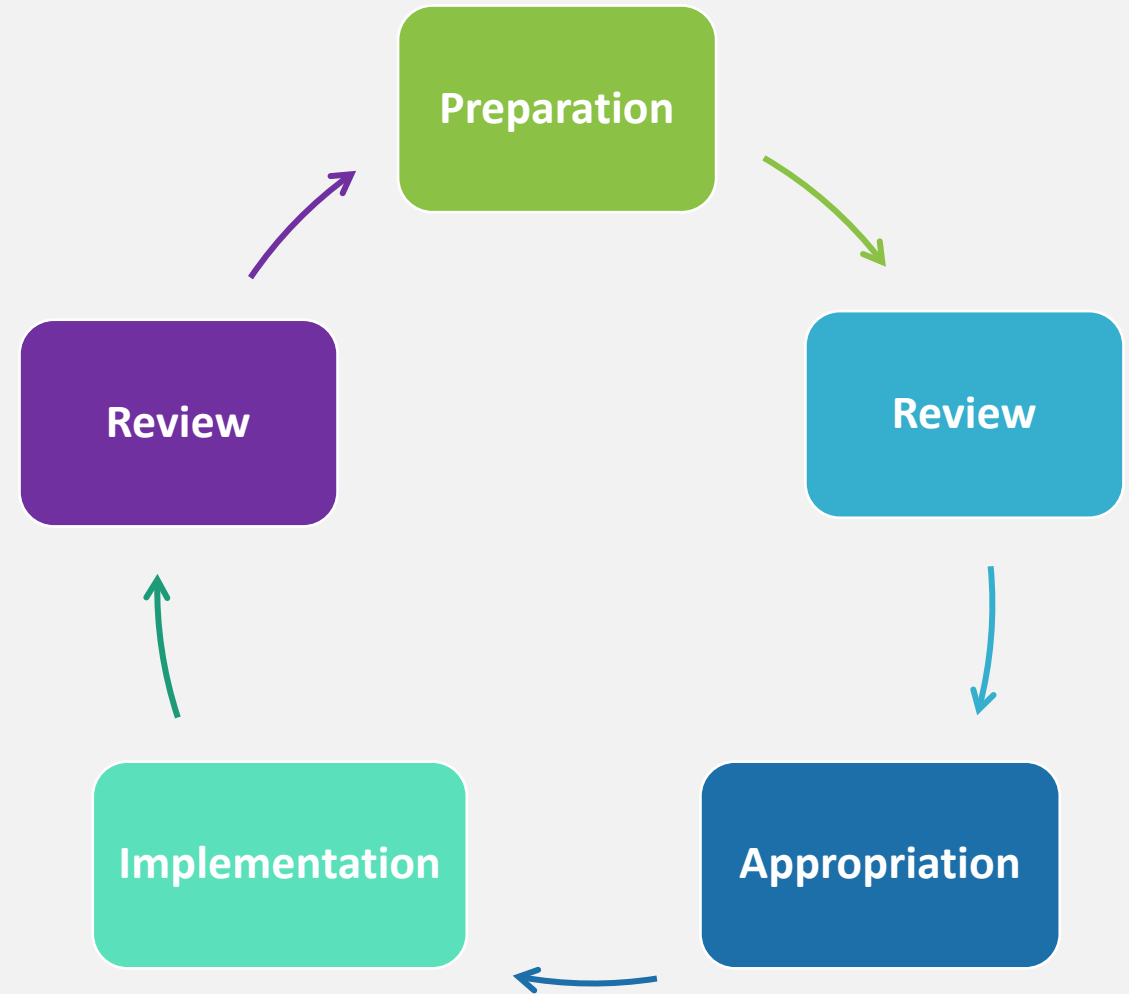 Preparation
Review
Appropriation
Implementation
Review